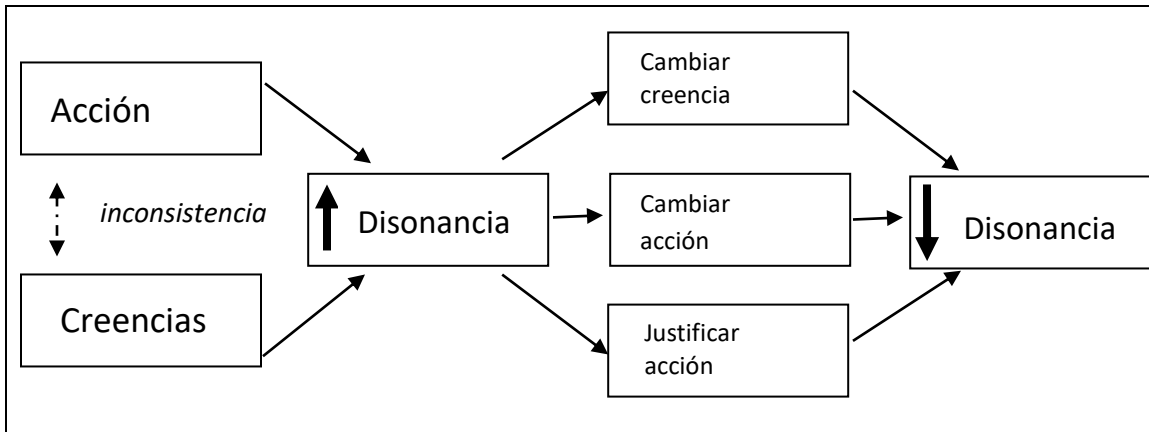 Acción
inconsistencia
Creencias
Disonancia
Cambiar
creencia
Cambiar
acción
Justificar
acción
Disonancia